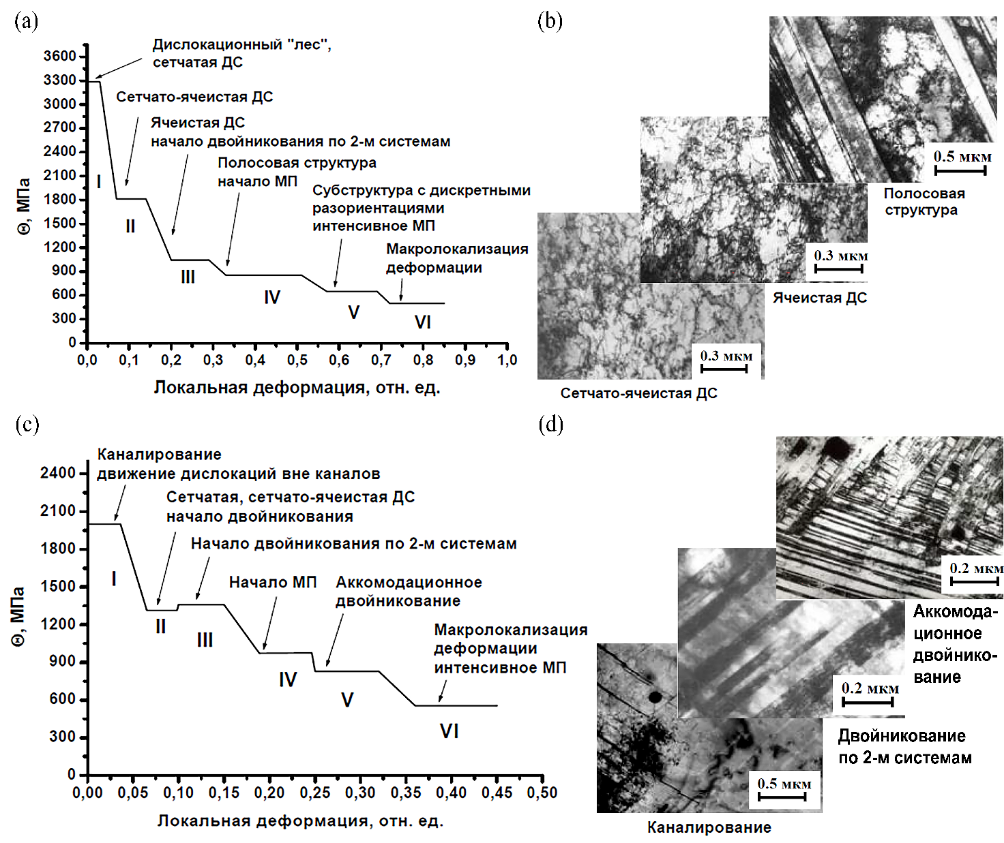 (a)
3600
3300
3000
2700
2400
2100
1800
1500
1200
900
600
300
0
Θ, МПа
Дислокационный "лес",
сетчатая ДС
Сетчато-ячеистая ДС
Ячеистая ДС
начало двойникования по 2-м системам
Полосовая структура
начало МП
Субструктура с дискретными
разориентациями
интенсивное МП
Макролокализация
деформации
I
II
III
IV
V
VI
0,0 0,1 0,2 0,3 0,4 0,5 0,6 0,7 0,8 0,9 1,0
Локальная деформация, отн. ед.
(b)
0.5 мкм
Полосовая
структура
0.3 мкм
Ячеистая ДС
0.3 мкм
Сетчато-ячеистая ДС
(c)
2400
2100
1800
1500
1200
900
600
300
0
Θ, МПа
Каналирование
движение дислокаций вне каналов
Сетчатая, сетчато-ячеистая ДС
начало двойникования
Начало двойникования по 2-м системам
Начало МП
Аккомодационное
двойникование
Макролокализация
деформации
интенсивное МП
I
II
III
IV
V
VI
0,00 0,05 0,10 0,15 0,20 0,25 0,30 0,35 0,40 0,45 0,50
Локальная деформация, отн. ед.
(d)
0.2 мкм
Аккомода-
ционное
двойнико-
вание
0.2 мкм
Двойникование
по 2-м системам
0.5 мкм
Каналирование